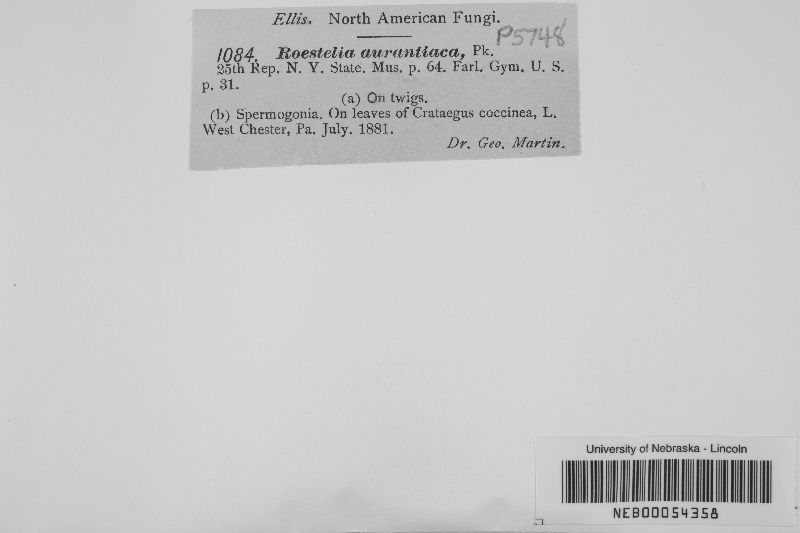 Ellis. North American Fungi.
P5748
1084. Roestelia aurantiaca, Pk.
25th Rep. N. Y. State. Mus. p. 64. Farl. Gym. U. S.
p. 31.
(a) On twigs.
(b) Spermogonia. On leaves of Crataegus coccinea, L.
West Chester, Pa. July. 1881.
Dr. Geo. Martin.
University of Nebraska - Lincoln
NEB00054358